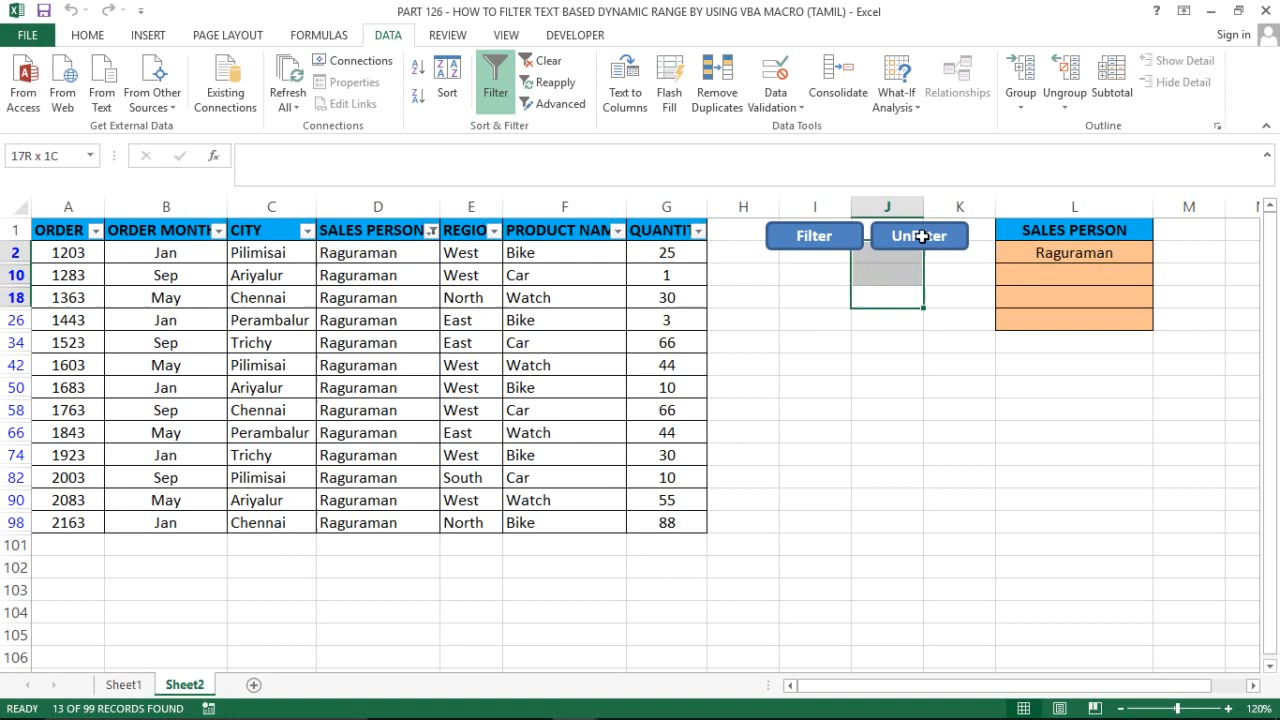 PART 126 - HOW TO FILTER TEXT BASED DYNAMIC RANGE BY USING VBA MACRO (TAMIL) - Excel
FILE HOME INSERT PAGE LAYOUT FORMULAS DATA REVIEW VIEW DEVELOPER Sign in
From Access
From Web
From Text
From Other Sources
Existing Connections
Get External Data
Refresh All
Connections
Properties
Edit Links
Connections
Sort
Filter
Clear
Reapply
Advanced
Sort & Filter
Text to Columns
Flash Fill
Remove Duplicates
Data Validation
Consolidate
What-If Analysis
Relationships
Data Tools
Group
Ungroup
Subtotal
Show Detail
Hide Detail
Outline
17R x 1C fx
A B C D E F G H I J K L M
1 ORDER ORDER MONTH CITY SALES PERSON REGIO PRODUCT NAM QUANTIT Filter SALES PERSON
2 1203 Jan Pilimisai Raguraman West Bike 25 Raguraman
10 1283 Sep Ariyalur Raguraman West Car 1
18 1363 May Chennai Raguraman North Watch 30
26 1443 Jan Perambalur Raguraman East Bike 3
34 1523 Sep Trichy Raguraman East Car 66
42 1603 May Pilimisai Raguraman West Watch 44
50 1683 Jan Ariyalur Raguraman West Bike 10
58 1763 Sep Chennai Raguraman West Car 66
66 1843 May Perambalur Raguraman East Watch 44
74 1923 Jan Trichy Raguraman West Bike 30
82 2003 Sep Pilimisai Raguraman South Car 10
90 2083 May Ariyalur Raguraman West Watch 55
98 2163 Jan Chennai Raguraman North Bike 88
101
102
103
104
105
106
Sheet1 Sheet2
READY 13 OF 99 RECORDS FOUND 120%